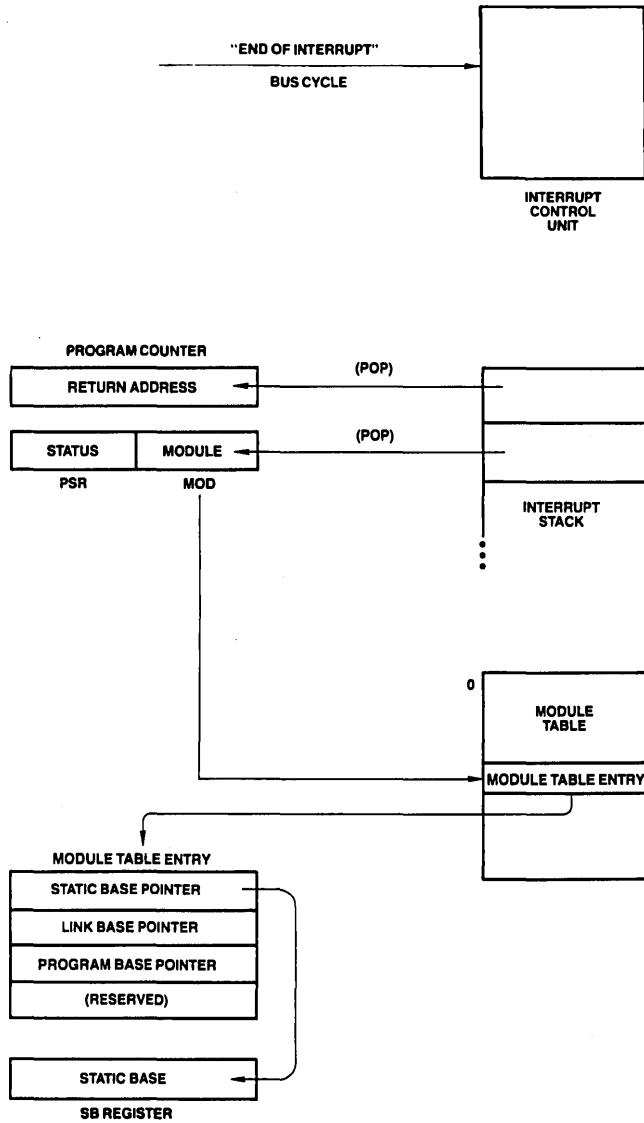 "END OF INTERRUPT"
BUS CYCLE
INTERRUPT
CONTROL
UNIT
PROGRAM COUNTER
RETURN ADDRESS
(POP)
STATUS
MODULE
(POP)
PSR
MOD
INTERRUPT
STACK
0
MODULE
TABLE
MODULE TABLE ENTRY
MODULE TABLE ENTRY
STATIC BASE POINTER
LINK BASE POINTER
PROGRAM BASE POINTER
(RESERVED)
STATIC BASE
SB REGISTER